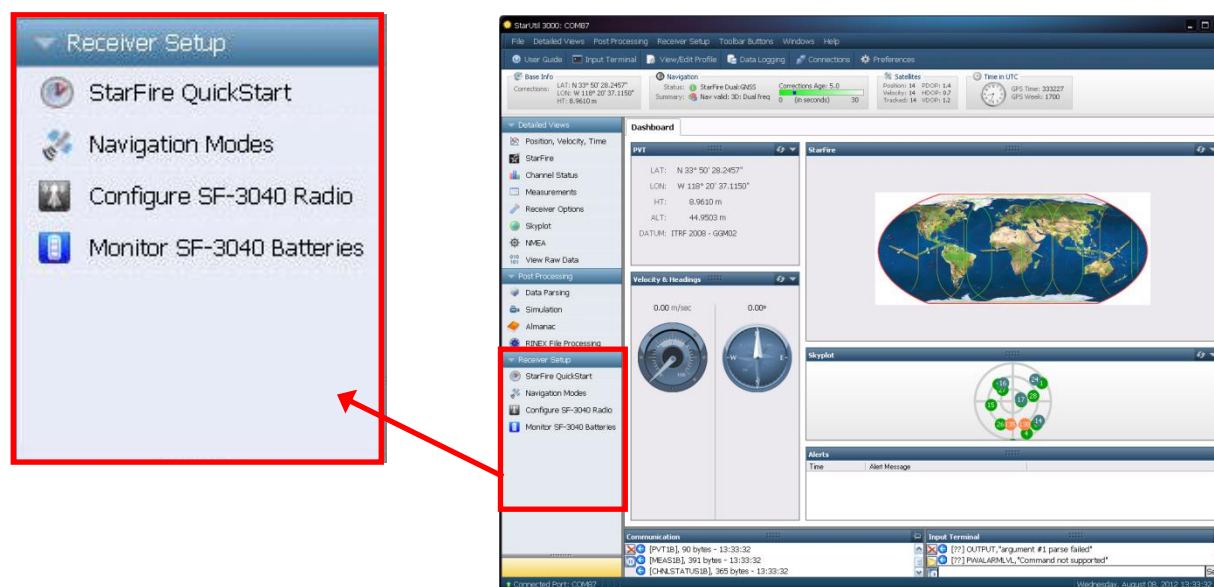 Receiver Setup
StarFire QuickStart
Navigation Modes
Configure SF-3040 Radio
Monitor SF-3040 Batteries
StarUtil 3000: COM87
File Detailed Views Post Processing Receiver Setup Toolbar Buttons Windows Help
User Guide Input Terminal View/Edit Profile Data Logging Connections Preferences
Base Info
Corrections: LAT: N 33° 50' 28.2457"
LON: W 118° 20' 37.1150"
HT: 8.9610 m
Navigation
Status: StarFire Dual:GNSS Corrections Age: 5.0
Summary: Nav valid: 3D: Dual freq 0 (in seconds) 30
Satellites
Position: 14 PDOP: 1.4
Velocity: 14 HDOP: 0.7
Tracked: 14 VDOP: 1.2
Time in UTC
GPS Time: 333227
GPS Week: 1700
Detailed Views
Position, Velocity, Time
StarFire
Channel Status
Measurements
Receiver Options
Skyplot
NMEA
View Raw Data
Post Processing
Data Parsing
Simulation
Almanac
RINEX File Processing
Receiver Setup
StarFire QuickStart
Navigation Modes
Configure SF-3040 Radio
Monitor SF-3040 Batteries
Dashboard
PVT
LAT: N 33° 50' 28.2457"
LON: W 118° 20' 37.1150"
HT: 8.9610 m
ALT: 44.9503 m
DATUM: ITRF 2008 - GGM02
StarFire
Velocity & Headings
0.00 m/sec 0.00°
W E
Skyplot
16 24 1
17 28
15
26 14
4
Alerts
Time Alert Message
Communication
[PVT1B], 90 bytes - 13:33:32
[MEAS1B], 391 bytes - 13:33:32
[CHNLSTATUS1B], 365 bytes - 13:33:32
Input Terminal
[??] OUTPUT,"argument #1 parse failed"
[??] PWALARMLVL,"Command not supported"
Connected Port: COM87
Wednesday, August 08, 2012 13:33:32